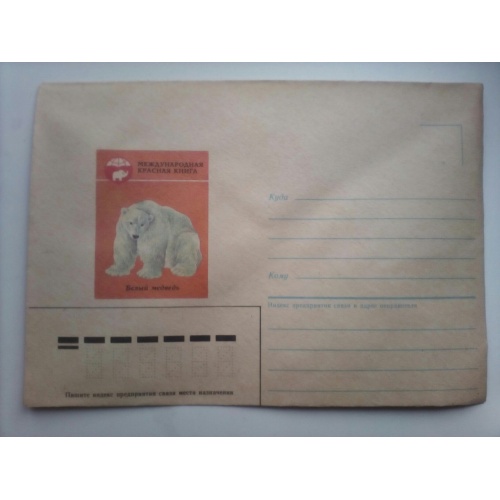 МЕЖДУНАРОДНАЯ
КРАСНАЯ КНИГА
Белый медведь
Куда
Кому
Индекс предприятия связи и адрес отправителя
Пишите индекс предприятия связи места назначения